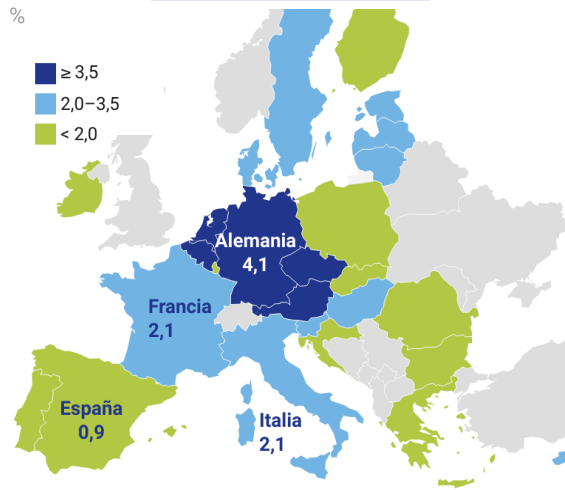 %
≥ 3,5
2,0–3,5
< 2,0
Alemania
4,1
Francia
2,1
España
0,9
Italia
2,1